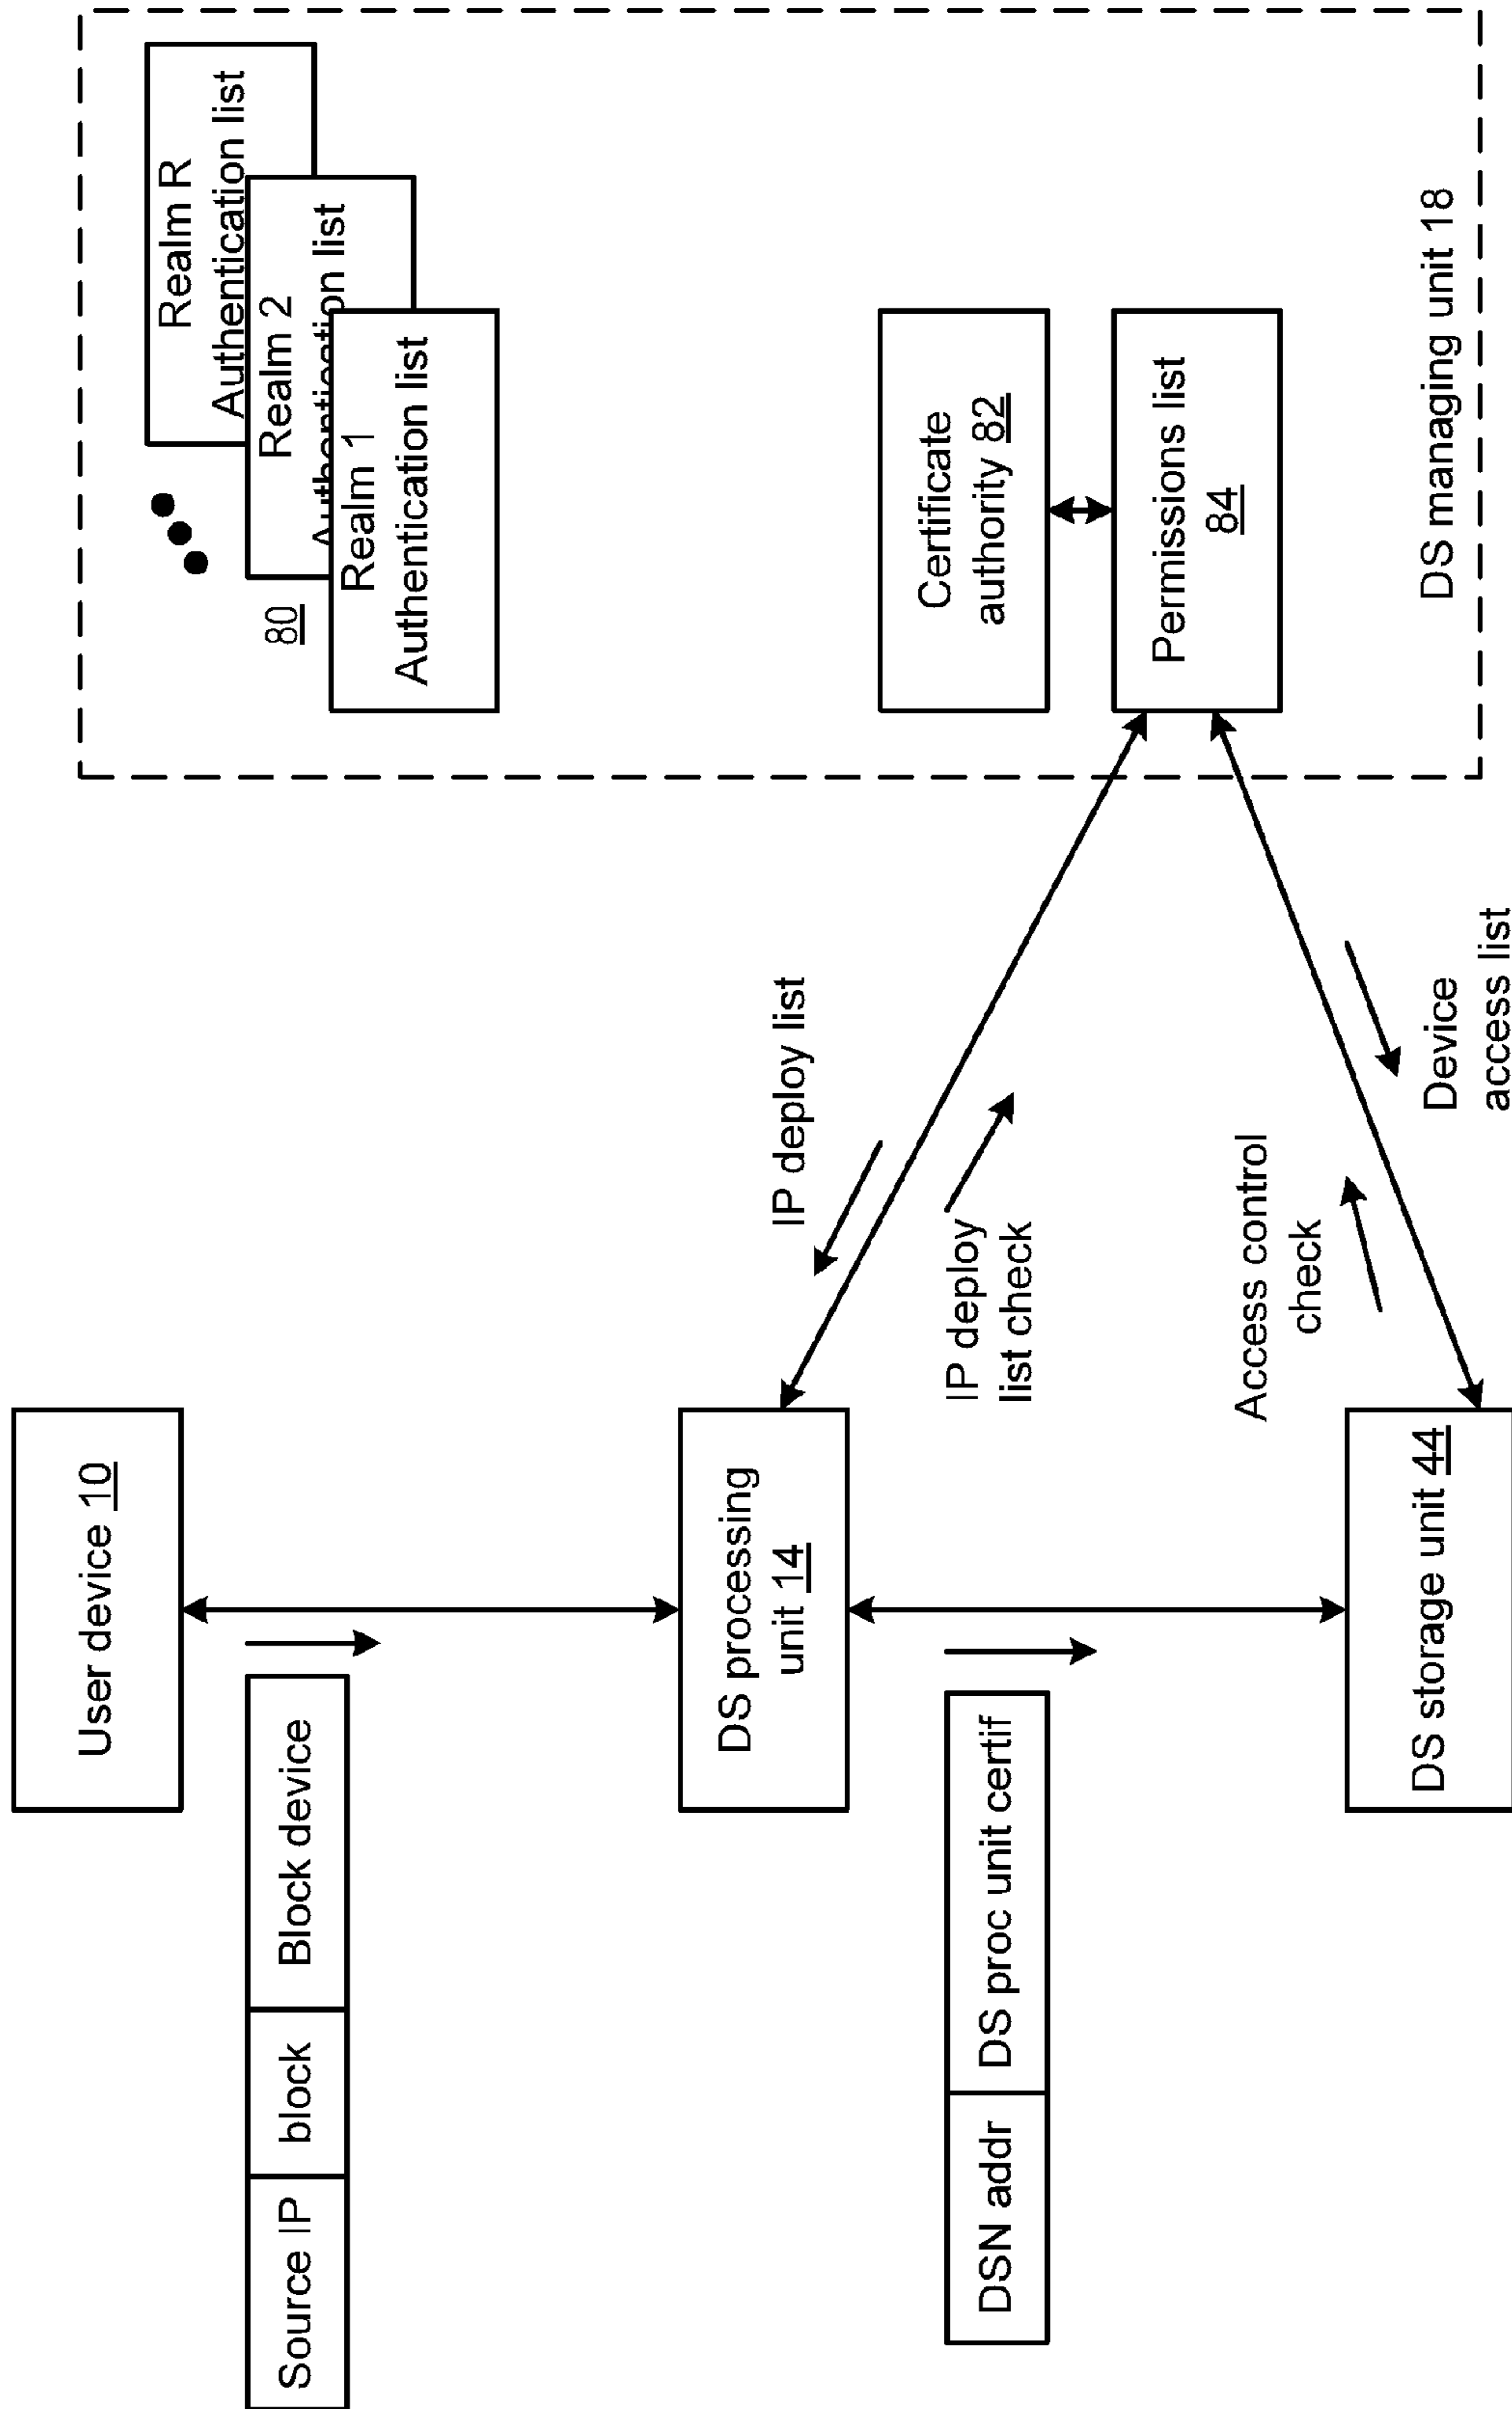 Realm R
Authentication list
Realm 2
Authentication list
Realm 1
Authentication list
80
Certificate
authority 82
Permissions list
84
DS managing unit 18
IP deploy list
IP deploy
list check
Access control
check
Device
access list
User device 10
DS processing
unit 14
DS storage unit 44
Source IP
block
Block device
DSN addr
DS proc unit certif